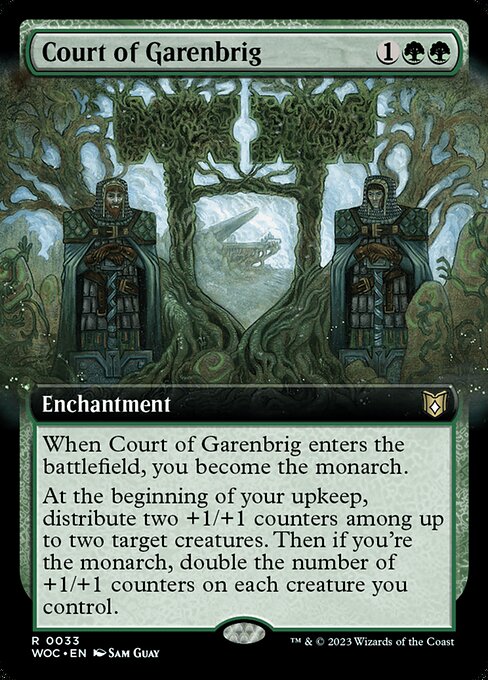 Court of Garenbrig 1
Enchantment
When Court of Garenbrig enters the
battlefield, you become the monarch.
At the beginning of your upkeep,
distribute two +1/+1 counters among up
to two target creatures. Then if you're
the monarch, double the number of
+1/+1 counters on each creature you
control.
R 0033
WOC • EN Sam Guay
™ & © 2023 Wizards of the Coast